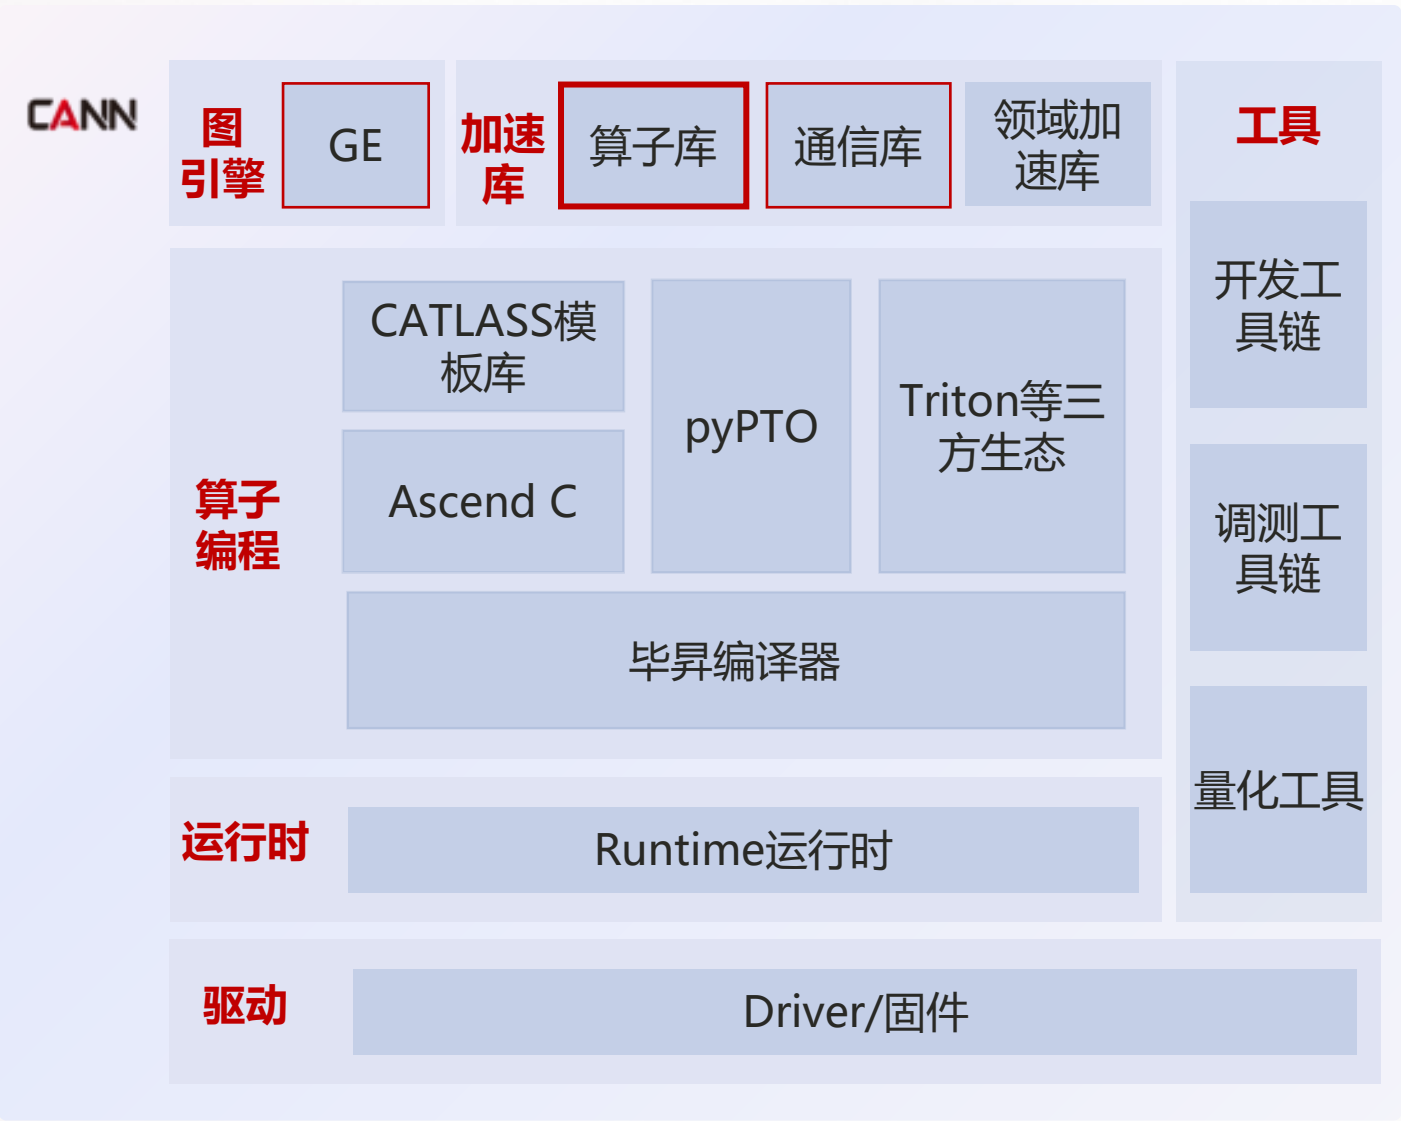 CANN
图
引擎
GE
加速
库
算子库
通信库
领域加
速库
工具
开发工
具链
调测工
具链
量化工具
算子
编程
CATLASS模
板库
Ascend C
pyPTO
Triton等三
方生态
毕昇编译器
运行时
Runtime运行时
驱动
Driver/固件